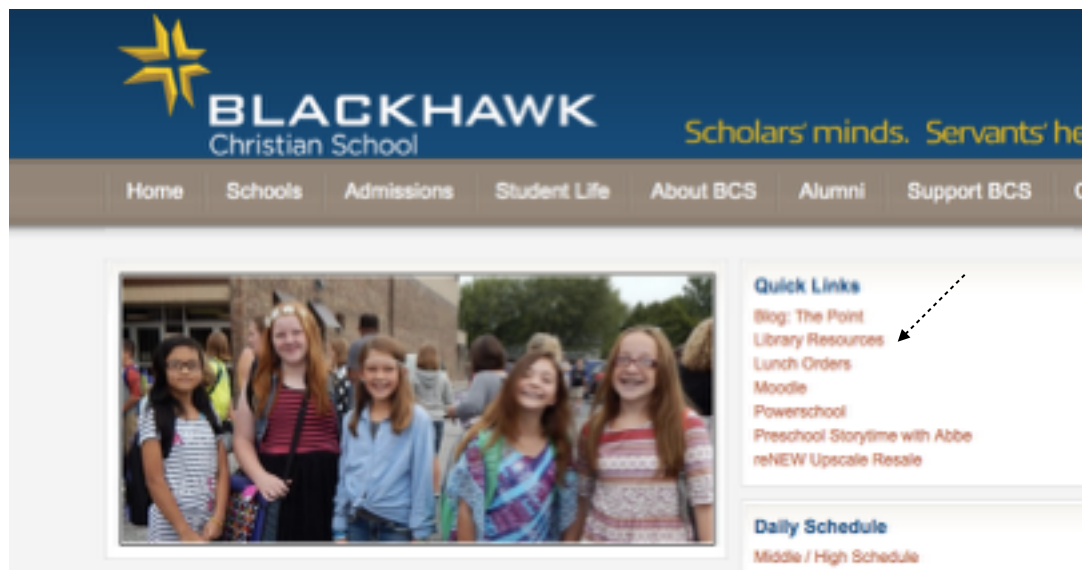 BLACKHAWK
Christian School
Scholars' minds. Servants'
Home Schools Admissions Student Life About BCS Alumni Support BCS
Quick Links
Blog: The Point
Library Resources
Lunch Orders
Moodle
Powerschool
Preschool Storytime with Abbe
reNEW Upscale Resale
Daily Schedule
Middle / High Schedule